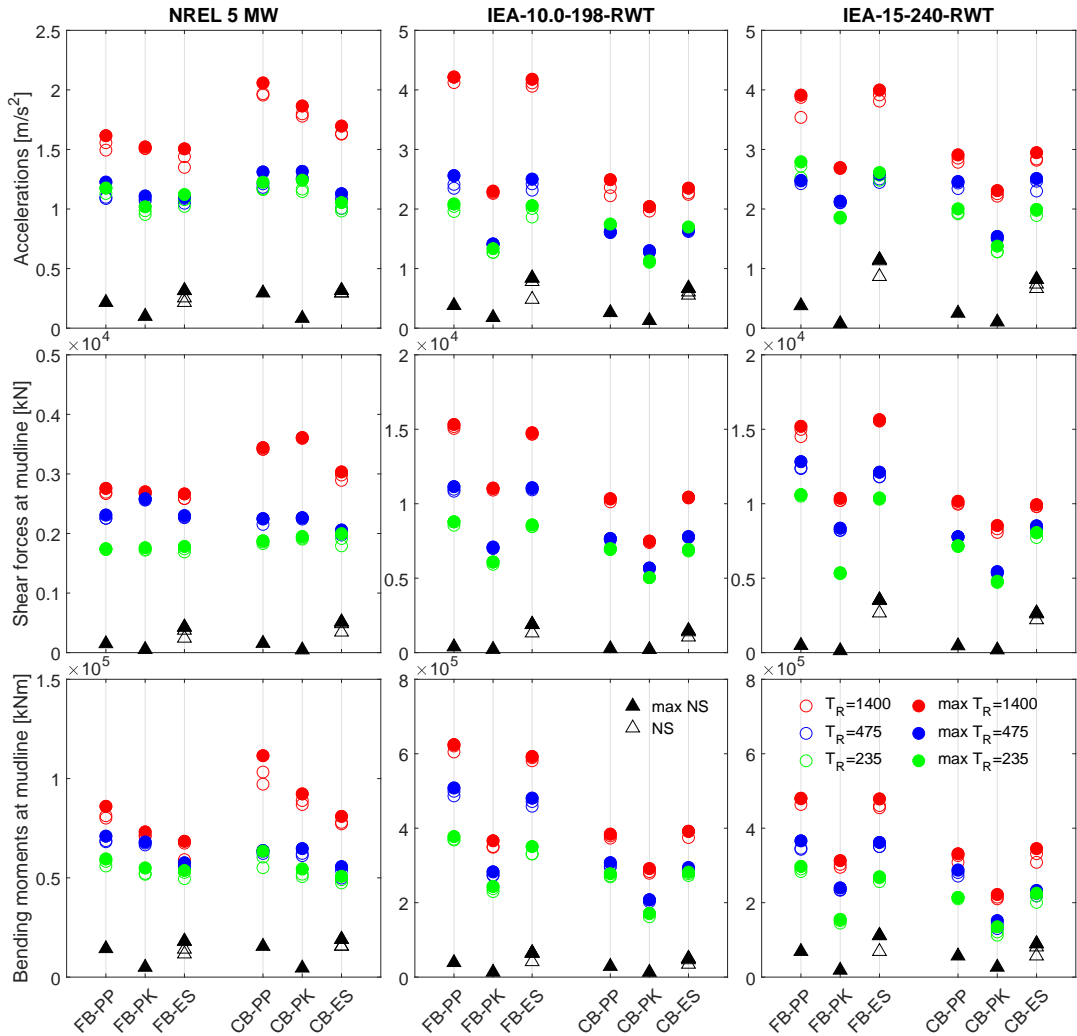 NREL 5 MW
IEA-10.0-198-RWT
IEA-15-240-RWT
Accelerations [m/s²]
2.5
2
1.5
1
0.5
0
5
4
3
2
1
0
5
4
3
2
1
0
Shear forces at mudline [kN]
×10⁴
0.5
0.4
0.3
0.2
0.1
0
×10⁴
2
1.5
1
0.5
0
×10⁴
2
1.5
1
0.5
0
Bending moments at mudline [kNm]
×10⁵
1.5
1
0.5
0
×10⁵
8
6
4
2
0
×10⁵
8
6
4
2
0
max NS
NS
T_R=1400
max T_R=1400
T_R=475
max T_R=475
T_R=235
max T_R=235
FB-PP
FB-PK
FB-ES
CB-PP
CB-PK
CB-ES
FB-PP
FB-PK
FB-ES
CB-PP
CB-PK
CB-ES
FB-PP
FB-PK
FB-ES
CB-PP
CB-PK
CB-ES